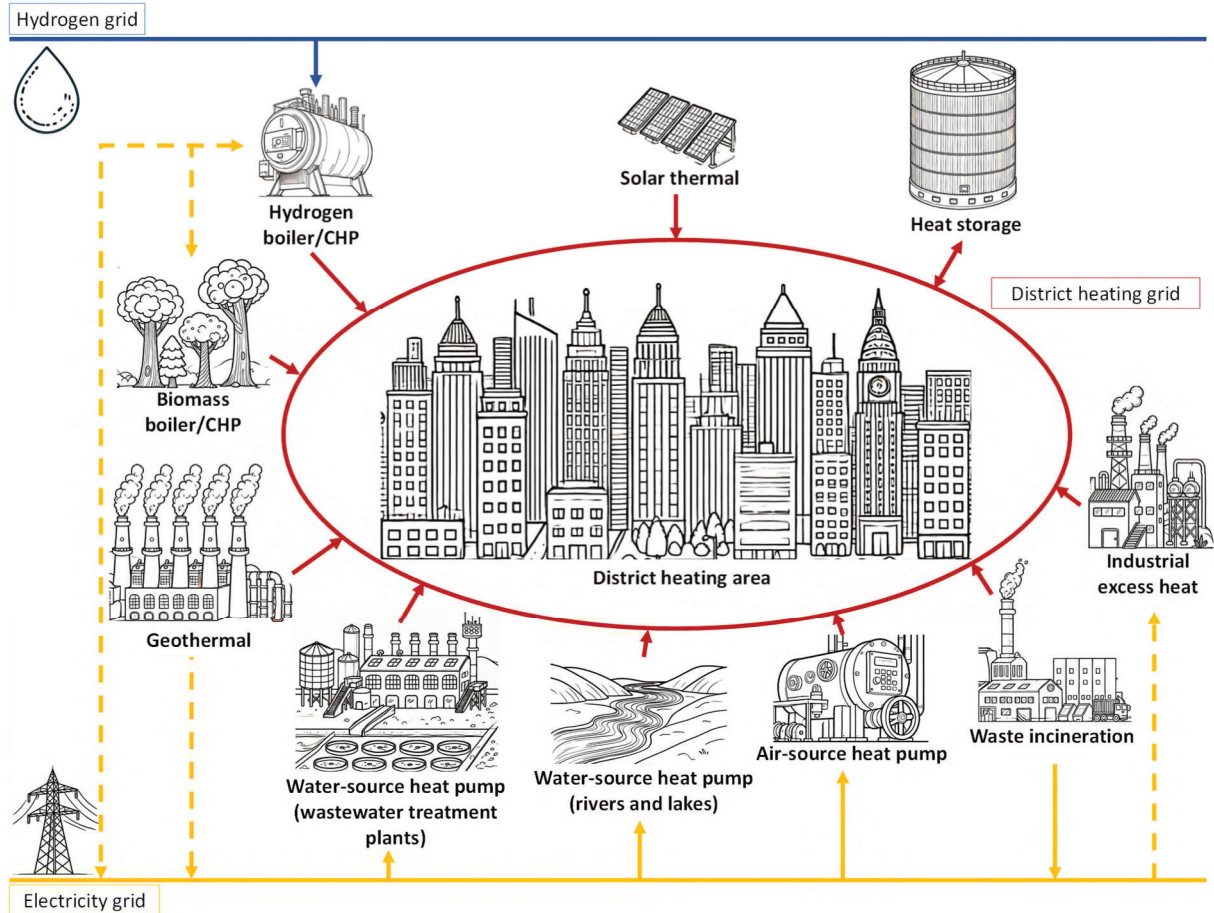 Hydrogen grid
Solar thermal
Heat storage
Hydrogen
boiler/CHP
District heating grid
Biomass
boiler/CHP
District heating area
Industrial
excess heat
Geothermal
Water-source heat pump
(wastewater treatment
plants)
Water-source heat pump
(rivers and lakes)
Air-source heat pump
Waste incineration
Electricity grid